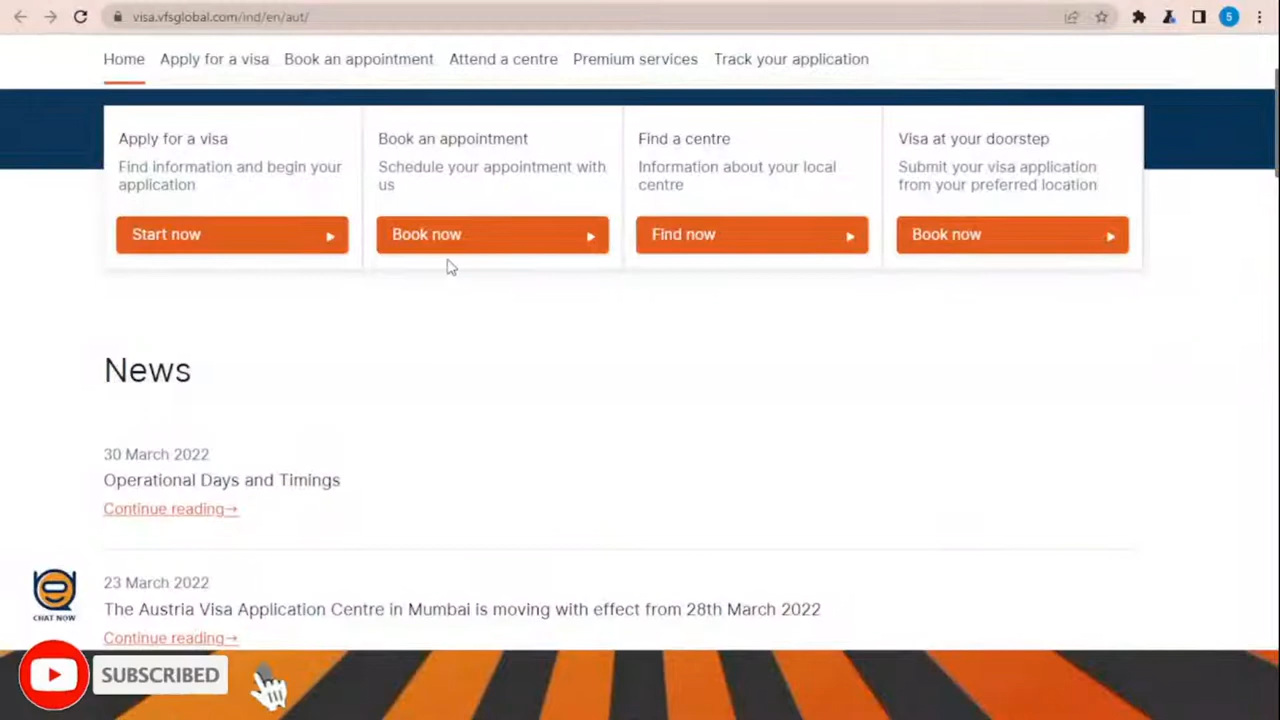 visa.vfsglobal.com/ind/en/aut/
5
Home Apply for a visa Book an appointment Attend a centre Premium services Track your application
Apply for a visa
Find information and begin your
application
Start now
Book an appointment
Schedule your appointment with
us
Book now
Find a centre
Information about your local
centre
Find now
Visa at your doorstep
Submit your visa application
from your preferred location
Book now
News
30 March 2022
Operational Days and Timings
Continue reading→
23 March 2022
The Austria Visa Application Centre in Mumbai is moving with effect from 28th March 2022
Continue reading→
CHAT NOW
SUBSCRIBED